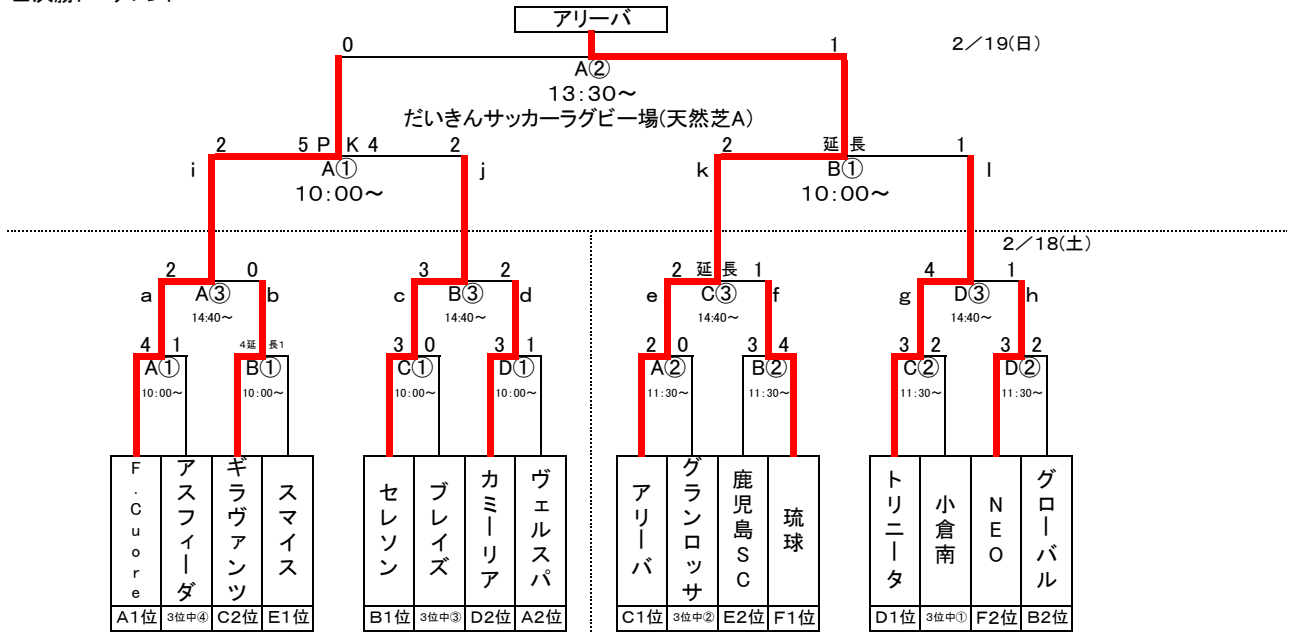 アリーバ
0
1
2／19(日)
A②
13:30～
だいきんサッカーラグビー場(天然芝A)
2
5 P K 4
2
2
延 長
1
i
A①
j
k
B①
l
10:00～
10:00～
2／18(土)
2
0
3
2
2 延 長 1
4
1
a
A③
b
c
B③
d
e
C③
f
g
D③
h
14:40～
14:40～
14:40～
14:40～
4 1
4延 長1
3 0
3 1
2 0
3 4
3 2
3 2
A①
B①
C①
D①
A②
B②
C②
D②
10:00～
10:00～
10:00～
10:00～
11:30～
11:30～
11:30～
11:30～
F.Cuore
アスフィーダ
ギラヴァンツ
スマイス
セレソン
ブレイズ
カミーリア
ヴェルスパ
アリーバ
グランロッサ
鹿児島SC
琉球
トリニータ
小倉南
NEO
グローバル
A1位
3位中④
C2位
E1位
B1位
3位中③
D2位
A2位
C1位
3位中②
E2位
F1位
D1位
3位中①
F2位
B2位